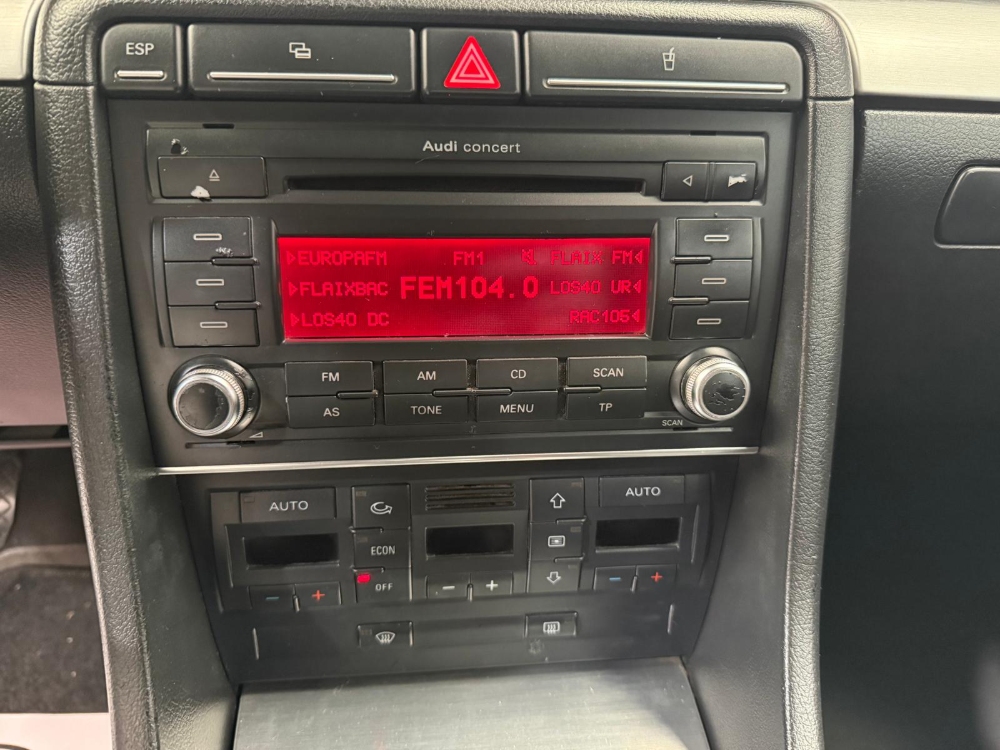 ESP
Audi concert
EUROPAFM FM1 FLAIX FM
FLAIXBAC FEM104.0 LOS40 UR
LOS40 DC RAC105
FM AM CD SCAN
AS TONE MENU TP
SCAN
AUTO AUTO
ECON
OFF